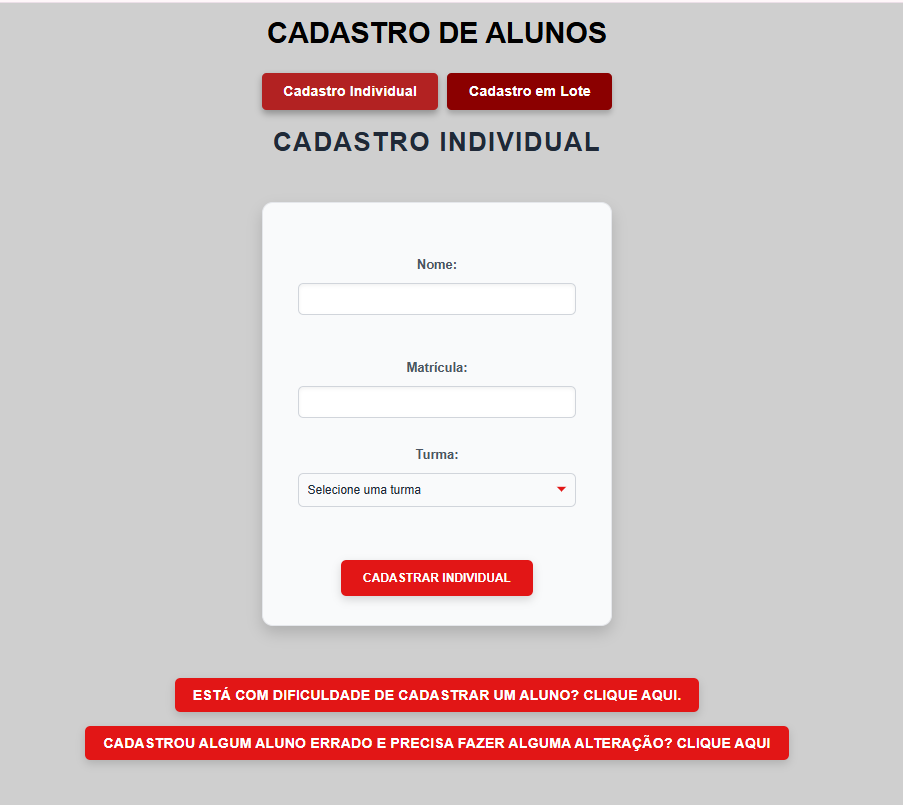 CADASTRO DE ALUNOS
Cadastro Individual
Cadastro em Lote
CADASTRO INDIVIDUAL
Nome:
Matrícula:
Turma:
Selecione uma turma
CADASTRAR INDIVIDUAL
ESTÁ COM DIFICULDADE DE CADASTRAR UM ALUNO? CLIQUE AQUI.
CADASTROU ALGUM ALUNO ERRADO E PRECISA FAZER ALGUMA ALTERAÇÃO? CLIQUE AQUI